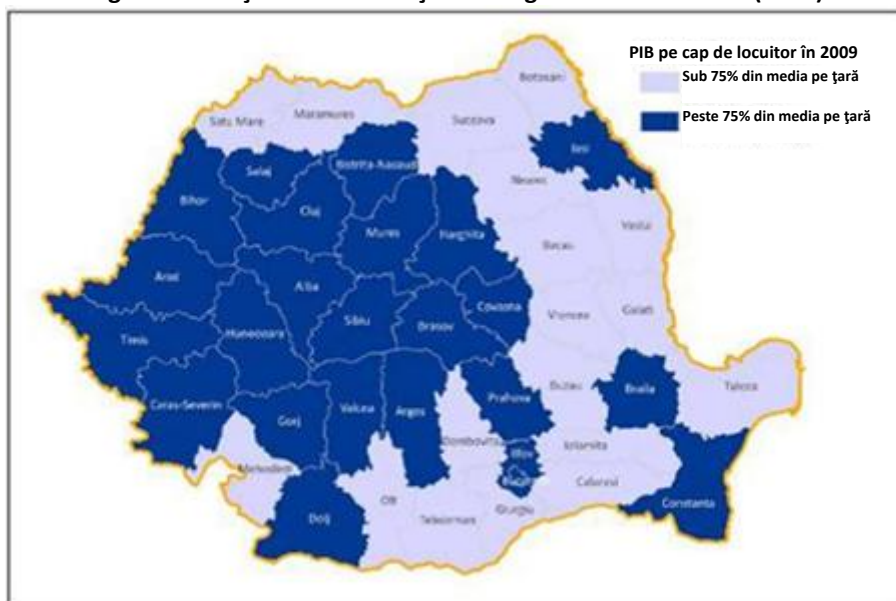 PIB pe cap de locuitor în 2009
Sub 75% din media pe ţară
Peste 75% din media pe ţară
Botosani
Satu Mare
Maramures
Suceava
Iasi
Salaj
Bistrita-Nasaud
Neamt
Bihor
Cluj
Mures
Harghita
Vaslui
Bacau
Arad
Alba
Covasna
Timis
Hunedoara
Sibiu
Brasov
Vrancea
Galati
Caras-Severin
Gorj
Valcea
Arges
Prahova
Buzau
Braila
Tulcea
Dambovita
Ilfov
Ialomita
Mehedinti
Olt
Calarasi
Constanta
Dolj
Teleorman
Giurgiu